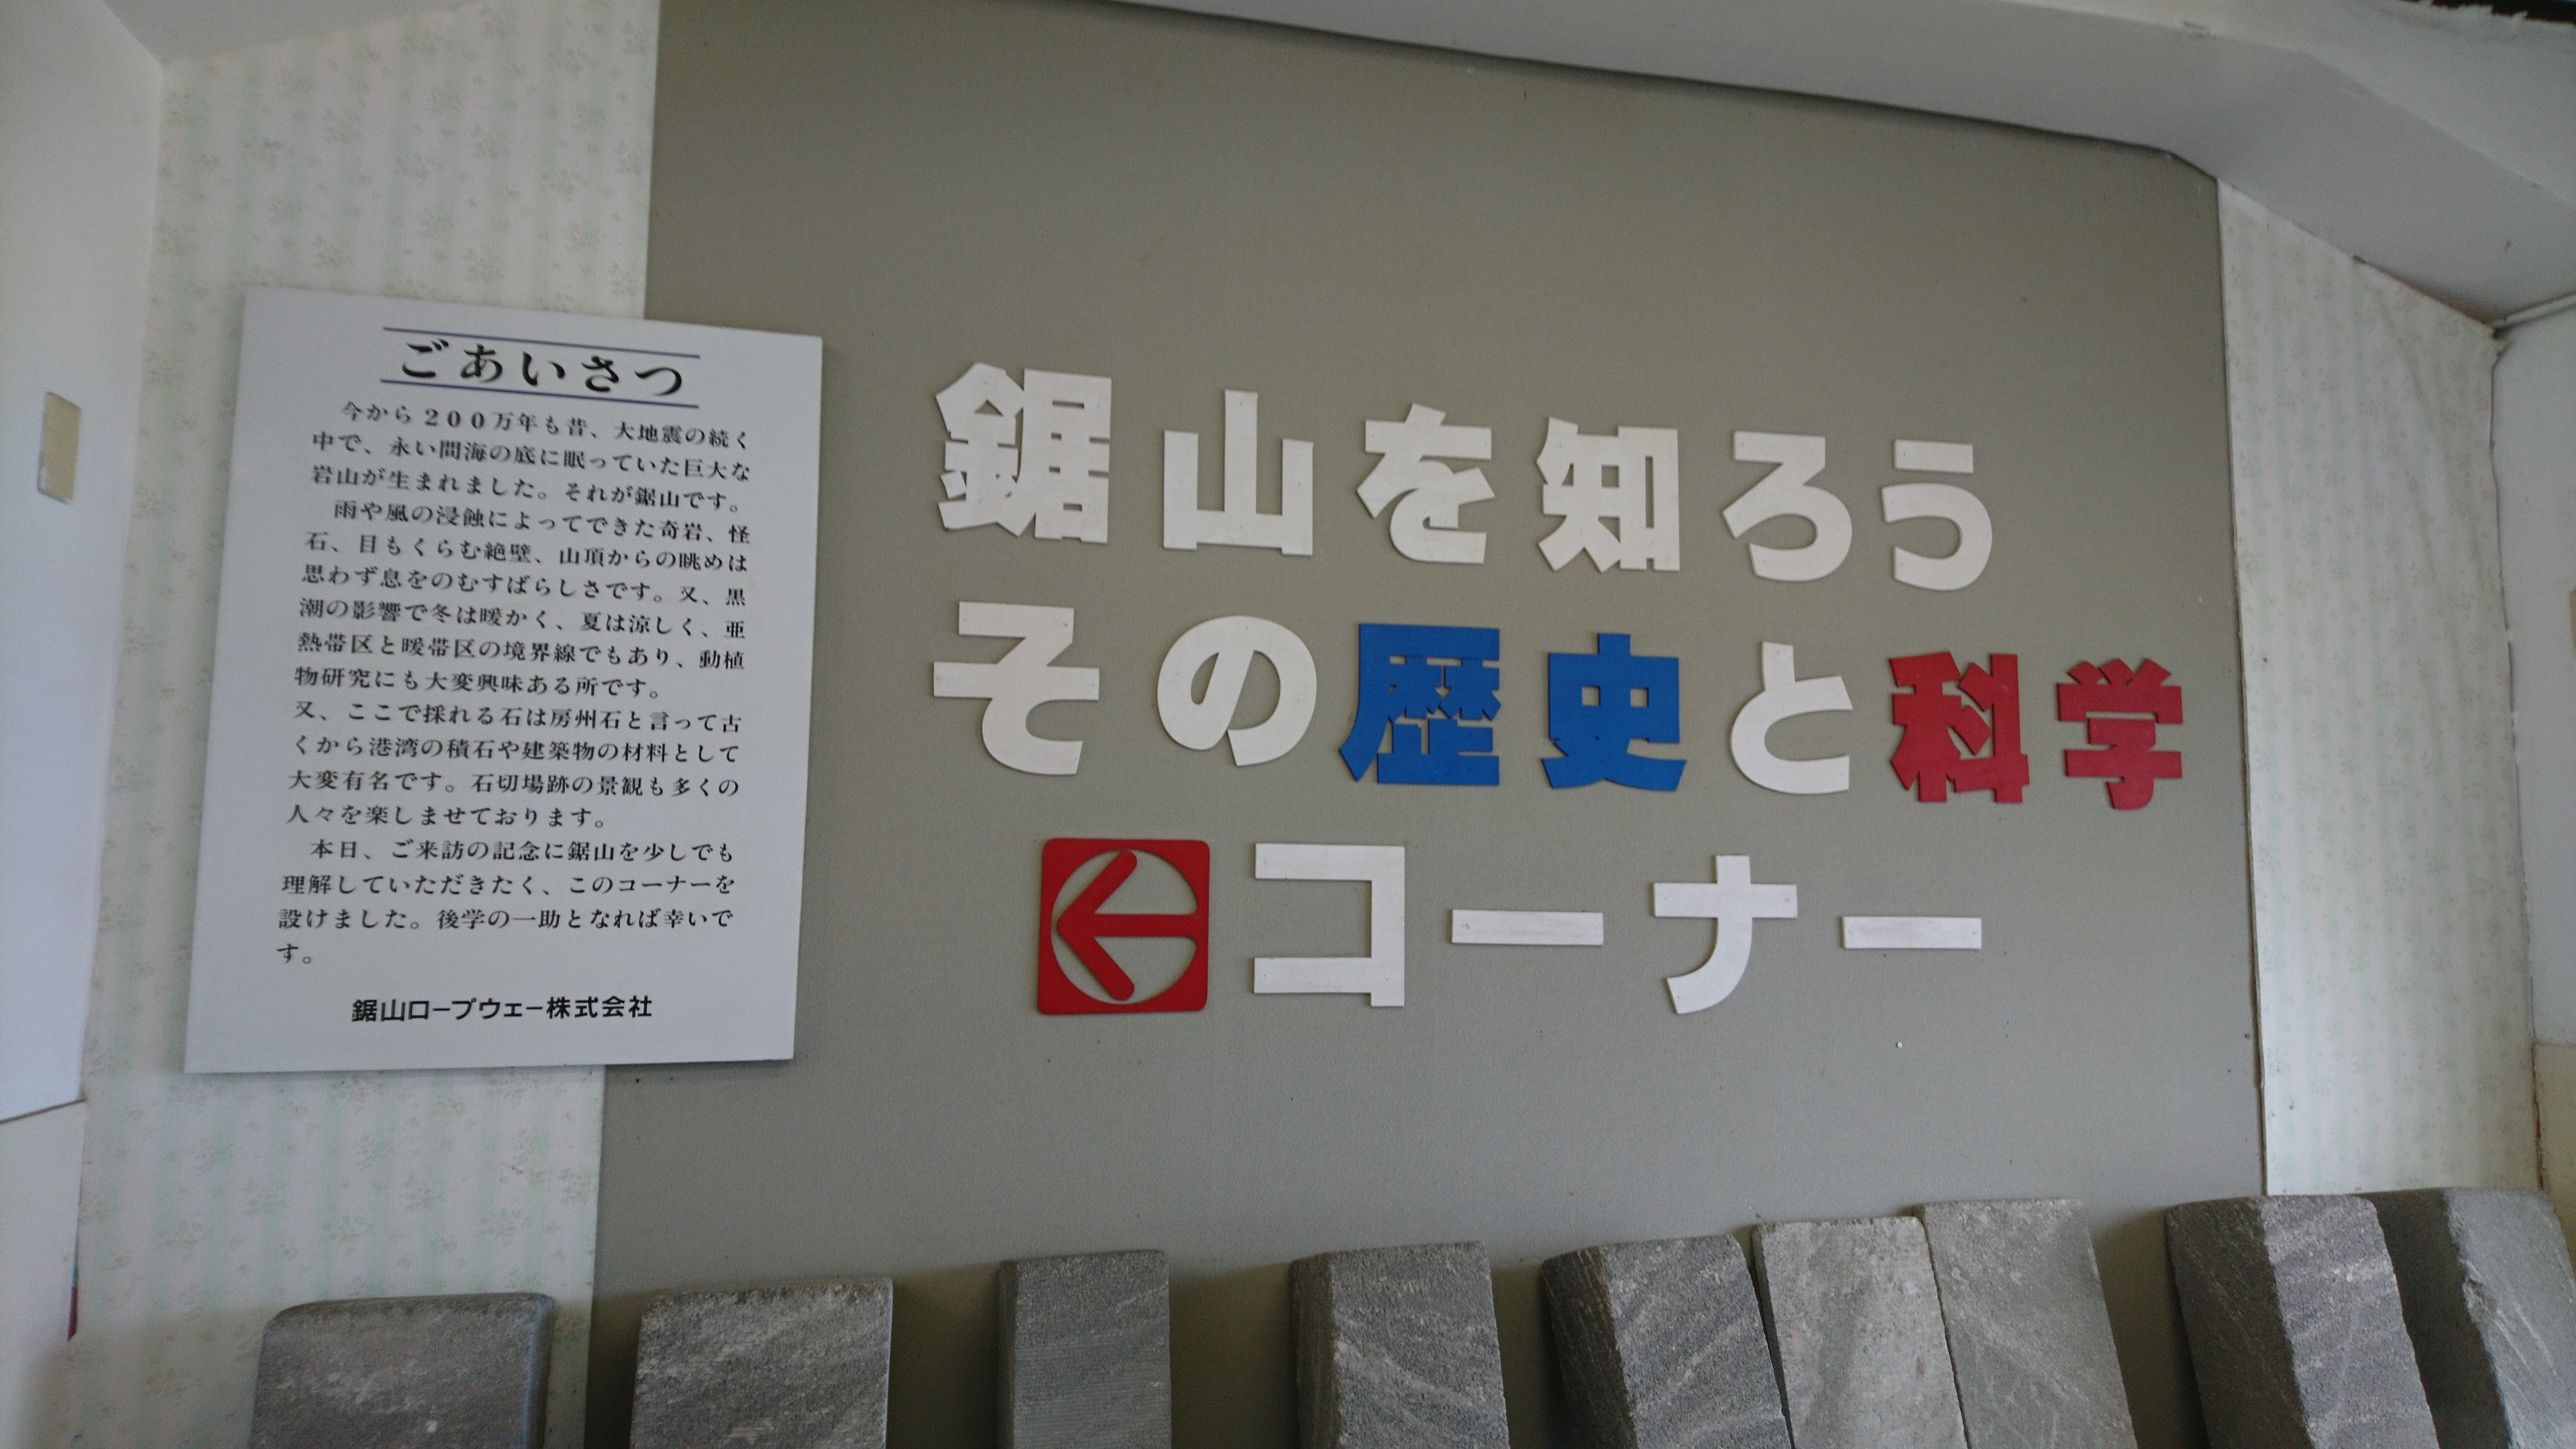 ごあいさつ
今から200万年も昔、大地震の続く
中で、永い間海の底に眠っていた巨大な
岩山が生まれました。それが鋸山です。
雨や風の浸蝕によってできた奇岩、怪
石、目もくらむ絶壁、山頂からの眺めは
思わず息をのむすばらしさです。又、黒
潮の影響で冬は暖かく、夏は涼しく、亜
熱帯区と暖帯区の境界線でもあり、動植
物研究にも大変興味ある所です。
又、ここで採れる石は房州石と言って古
くから港湾の積石や建築物の材料として
大変有名です。石切場跡の景観も多くの
人々を楽しませております。
本日、ご来訪の記念に鋸山を少しでも
理解していただきたく、このコーナーを
設けました。後学の一助となれば幸いで
す。
鋸山ロープウェー株式会社
鋸山を知ろう
その歴史と科学
コーナー